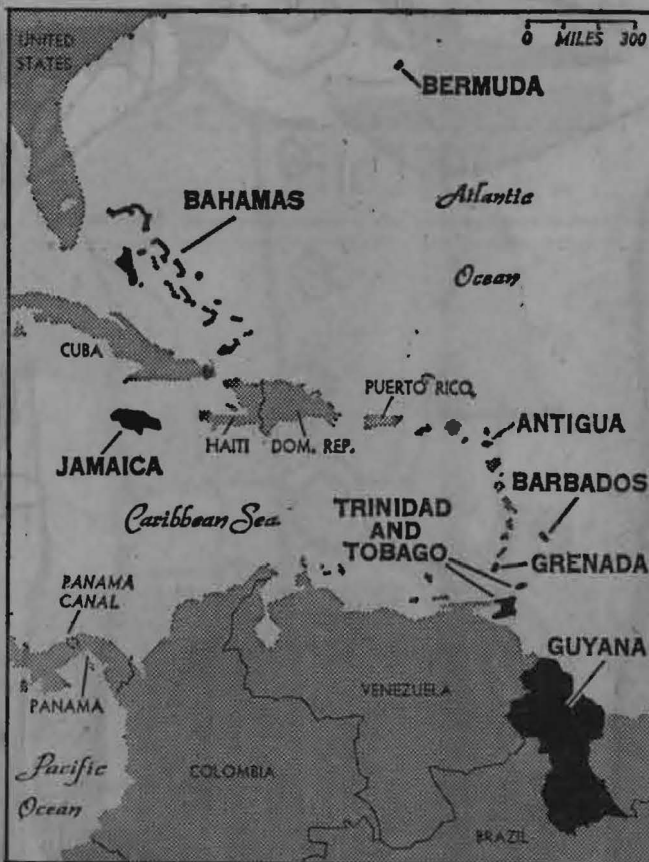 UNITED
STATES
0 MILES 300
BERMUDA
BAHAMAS
Atlantic
Ocean
CUBA
PUERTO RICO
HAITI DOM. REP.
ANTIGUA
JAMAICA
BARBADOS
Caribbean Sea
TRINIDAD
AND
TOBAGO
GRENADA
PANAMA
CANAL
GUYANA
PANAMA
VENEZUELA
Pacific
Ocean
COLOMBIA
BRAZIL